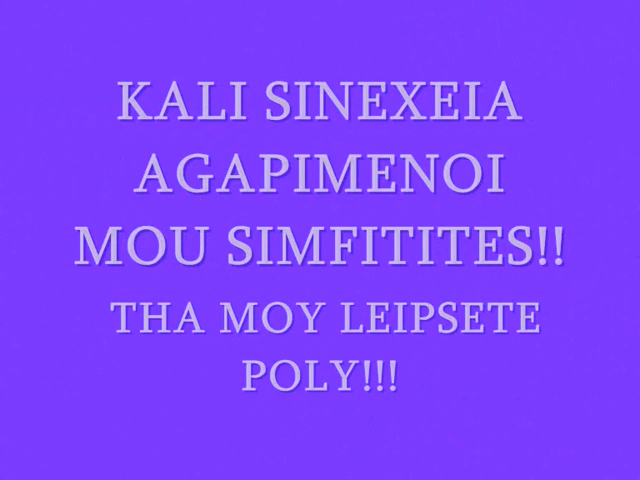 KALI SINEXEIA
AGAPIMENOI
MOU SIMFITITES!!
THA MOY LEIPSETE
POLY!!!